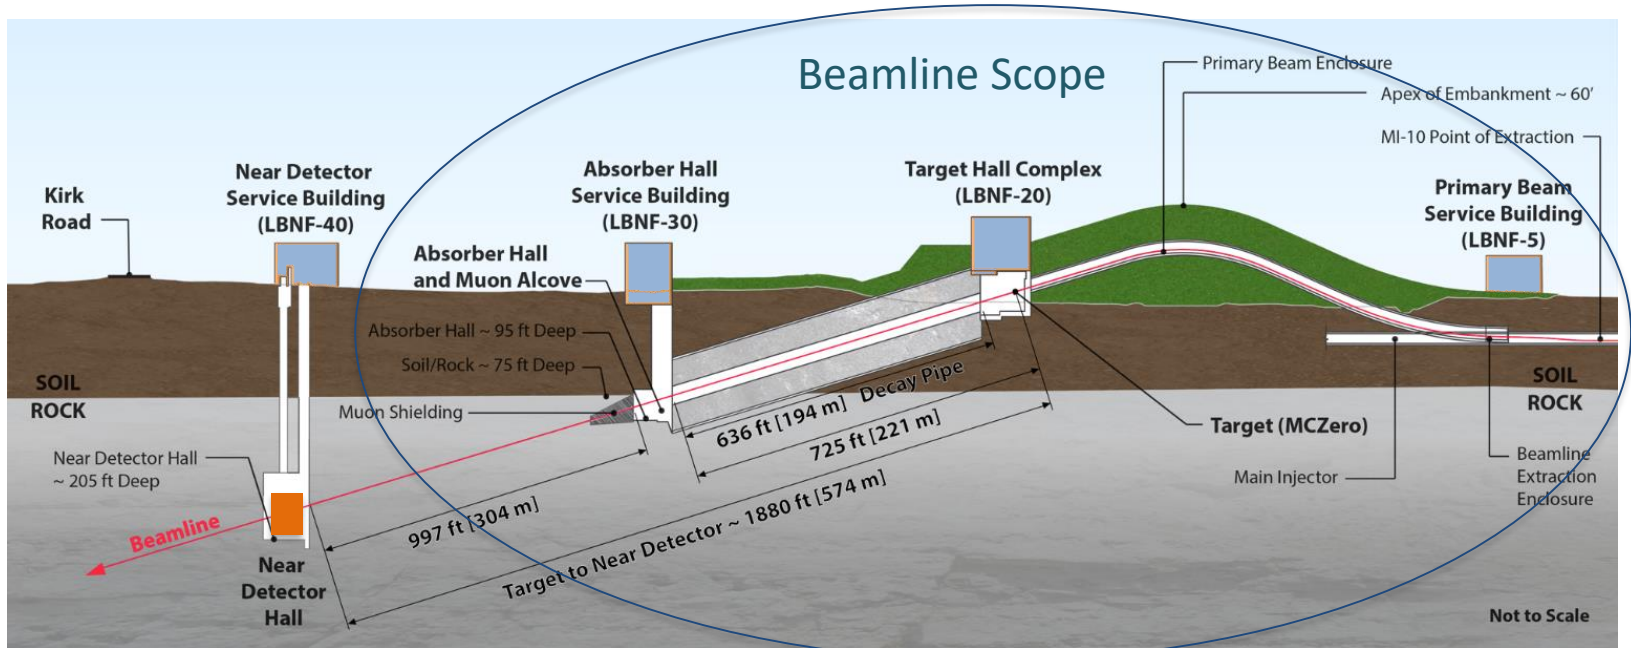 Beamline Scope
Primary Beam Enclosure
Apex of Embankment ~ 60'
MI-10 Point of Extraction
Kirk
Road
Near Detector
Service Building
(LBNF-40)
Absorber Hall
Service Building
(LBNF-30)
Target Hall Complex
(LBNF-20)
Primary Beam
Service Building
(LBNF-5)
Absorber Hall
and Muon Alcove
Absorber Hall ~ 95 ft Deep
Soil/Rock ~ 75 ft Deep
Muon Shielding
SOIL
ROCK
SOIL
ROCK
Near Detector Hall
~ 205 ft Deep
636 ft [194 m] Decay Pipe
725 ft [221 m]
997 ft [304 m]
Target to Near Detector ~ 1880 ft [574 m]
Target (MCZero)
Main Injector
Beamline
Extraction
Enclosure
Beamline
Near
Detector
Hall
Not to Scale